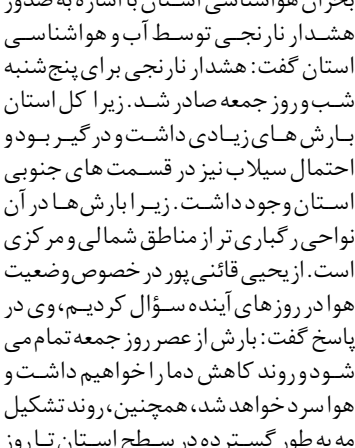 بحران هواشناسی استان با اشاره به صدور
هشدار نارنجی توسط آب و هواشناسی
استان گفت: هشدار نارنجی برای پنج‌شنبه
شب و روز جمعه صادر شد. زیرا کل استان
بارش های زیادی داشت و درگیر بود و
احتمال سیلاب نیز در قسمت های جنوبی
استان وجود داشت. زیرا بارش‌ها در آن
نواحی رگباری تر از مناطق شمالی و مرکزی
است. از یحیی قائنی پور در خصوص وضعیت
هوا در روزهای آینده سؤال کردیم، وی در
پاسخ گفت: بارش از عصر روز جمعه تمام می
شود و روند کاهش دما را خواهیم داشت و
هوا سرد خواهد شد، همچنین، روند تشکیل
مه به طور گسترده در سطح استان تا روز